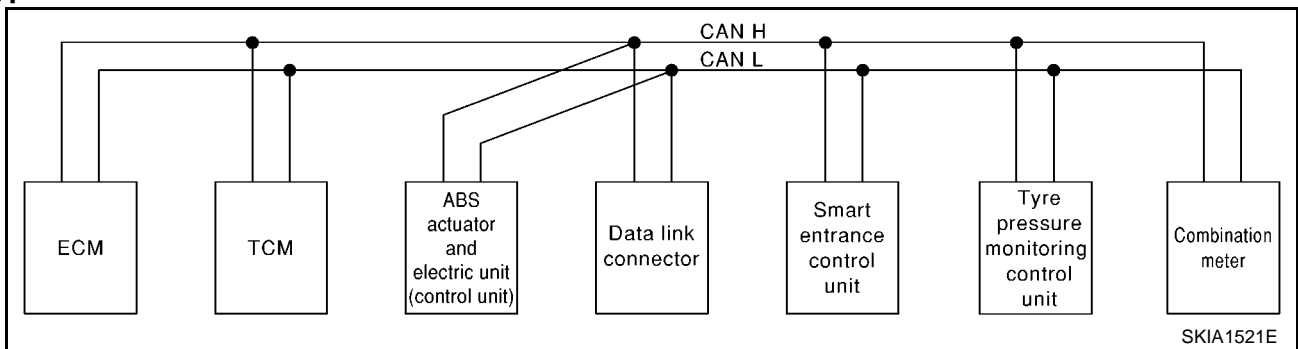 CAN H
CAN L
ECM
TCM
ABS
actuator
and
electric unit
(control unit)
Data link
connector
Smart
entrance
control
unit
Tyre
pressure
monitoring
control
unit
Combination
meter
SKIA1521E